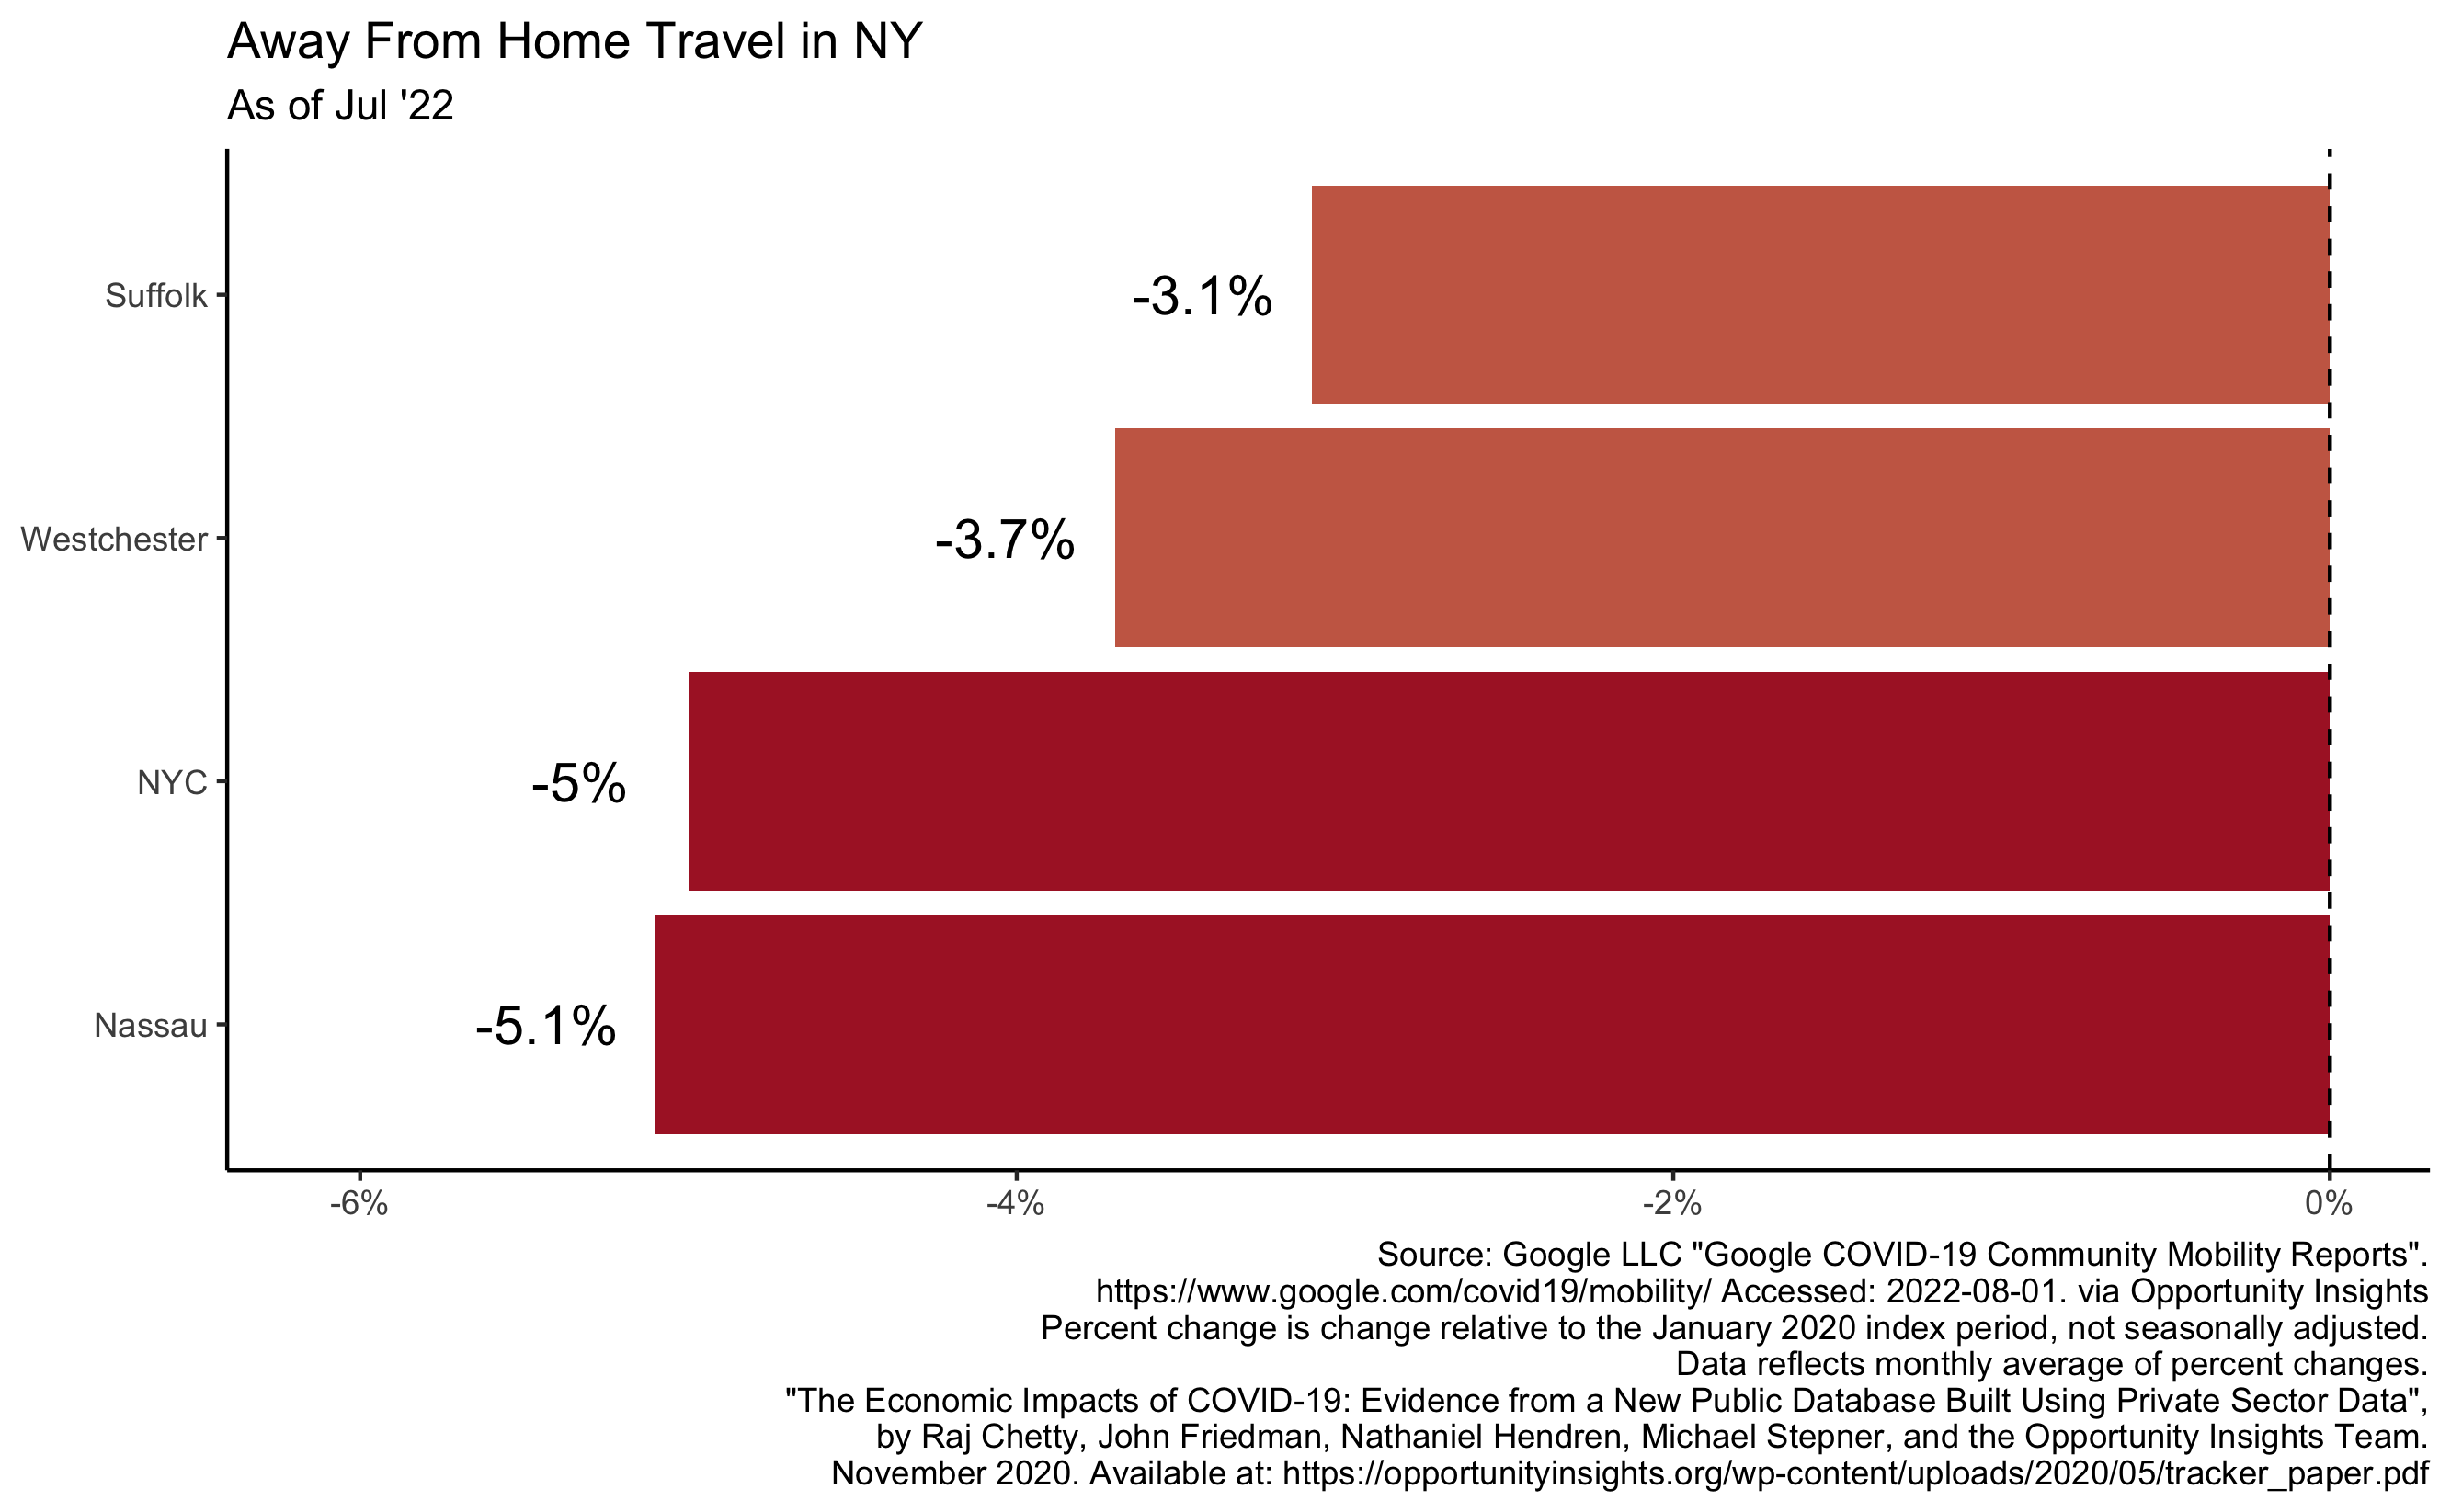 Away From Home Travel in NY
As of Jul '22
Suffolk
-3.1%
Westchester
-3.7%
NYC
-5%
Nassau
-5.1%
-6%
-4%
-2%
0%
Source: Google LLC "Google COVID-19 Community Mobility Reports".
https://www.google.com/covid19/mobility/ Accessed: 2022-08-01. via Opportunity Insights
Percent change is change relative to the January 2020 index period, not seasonally adjusted.
Data reflects monthly average of percent changes.
"The Economic Impacts of COVID-19: Evidence from a New Public Database Built Using Private Sector Data",
by Raj Chetty, John Friedman, Nathaniel Hendren, Michael Stepner, and the Opportunity Insights Team.
November 2020. Available at: https://opportunityinsights.org/wp-content/uploads/2020/05/tracker_paper.pdf